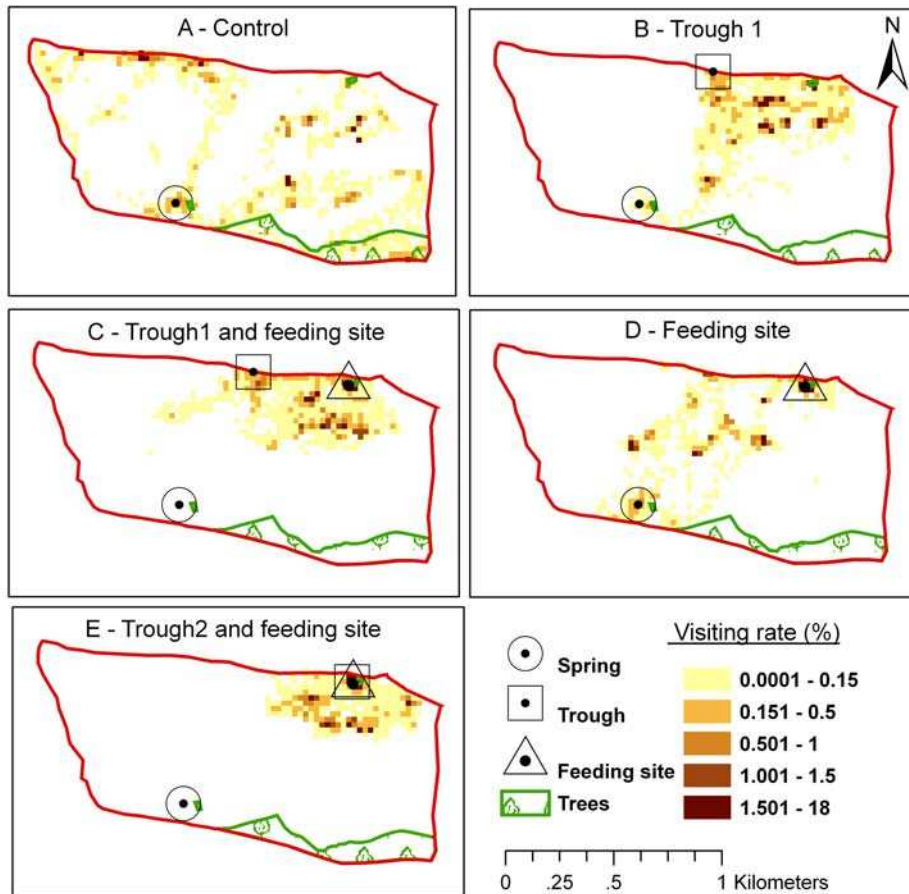 A - Control
B - Trough 1
N
C - Trough1 and feeding site
D - Feeding site
E - Trough2 and feeding site
Spring
Trough
Feeding site
Trees
Visiting rate (%)
0.0001 - 0.15
0.151 - 0.5
0.501 - 1
1.001 - 1.5
1.501 - 18
0 .25 .5 1 Kilometers